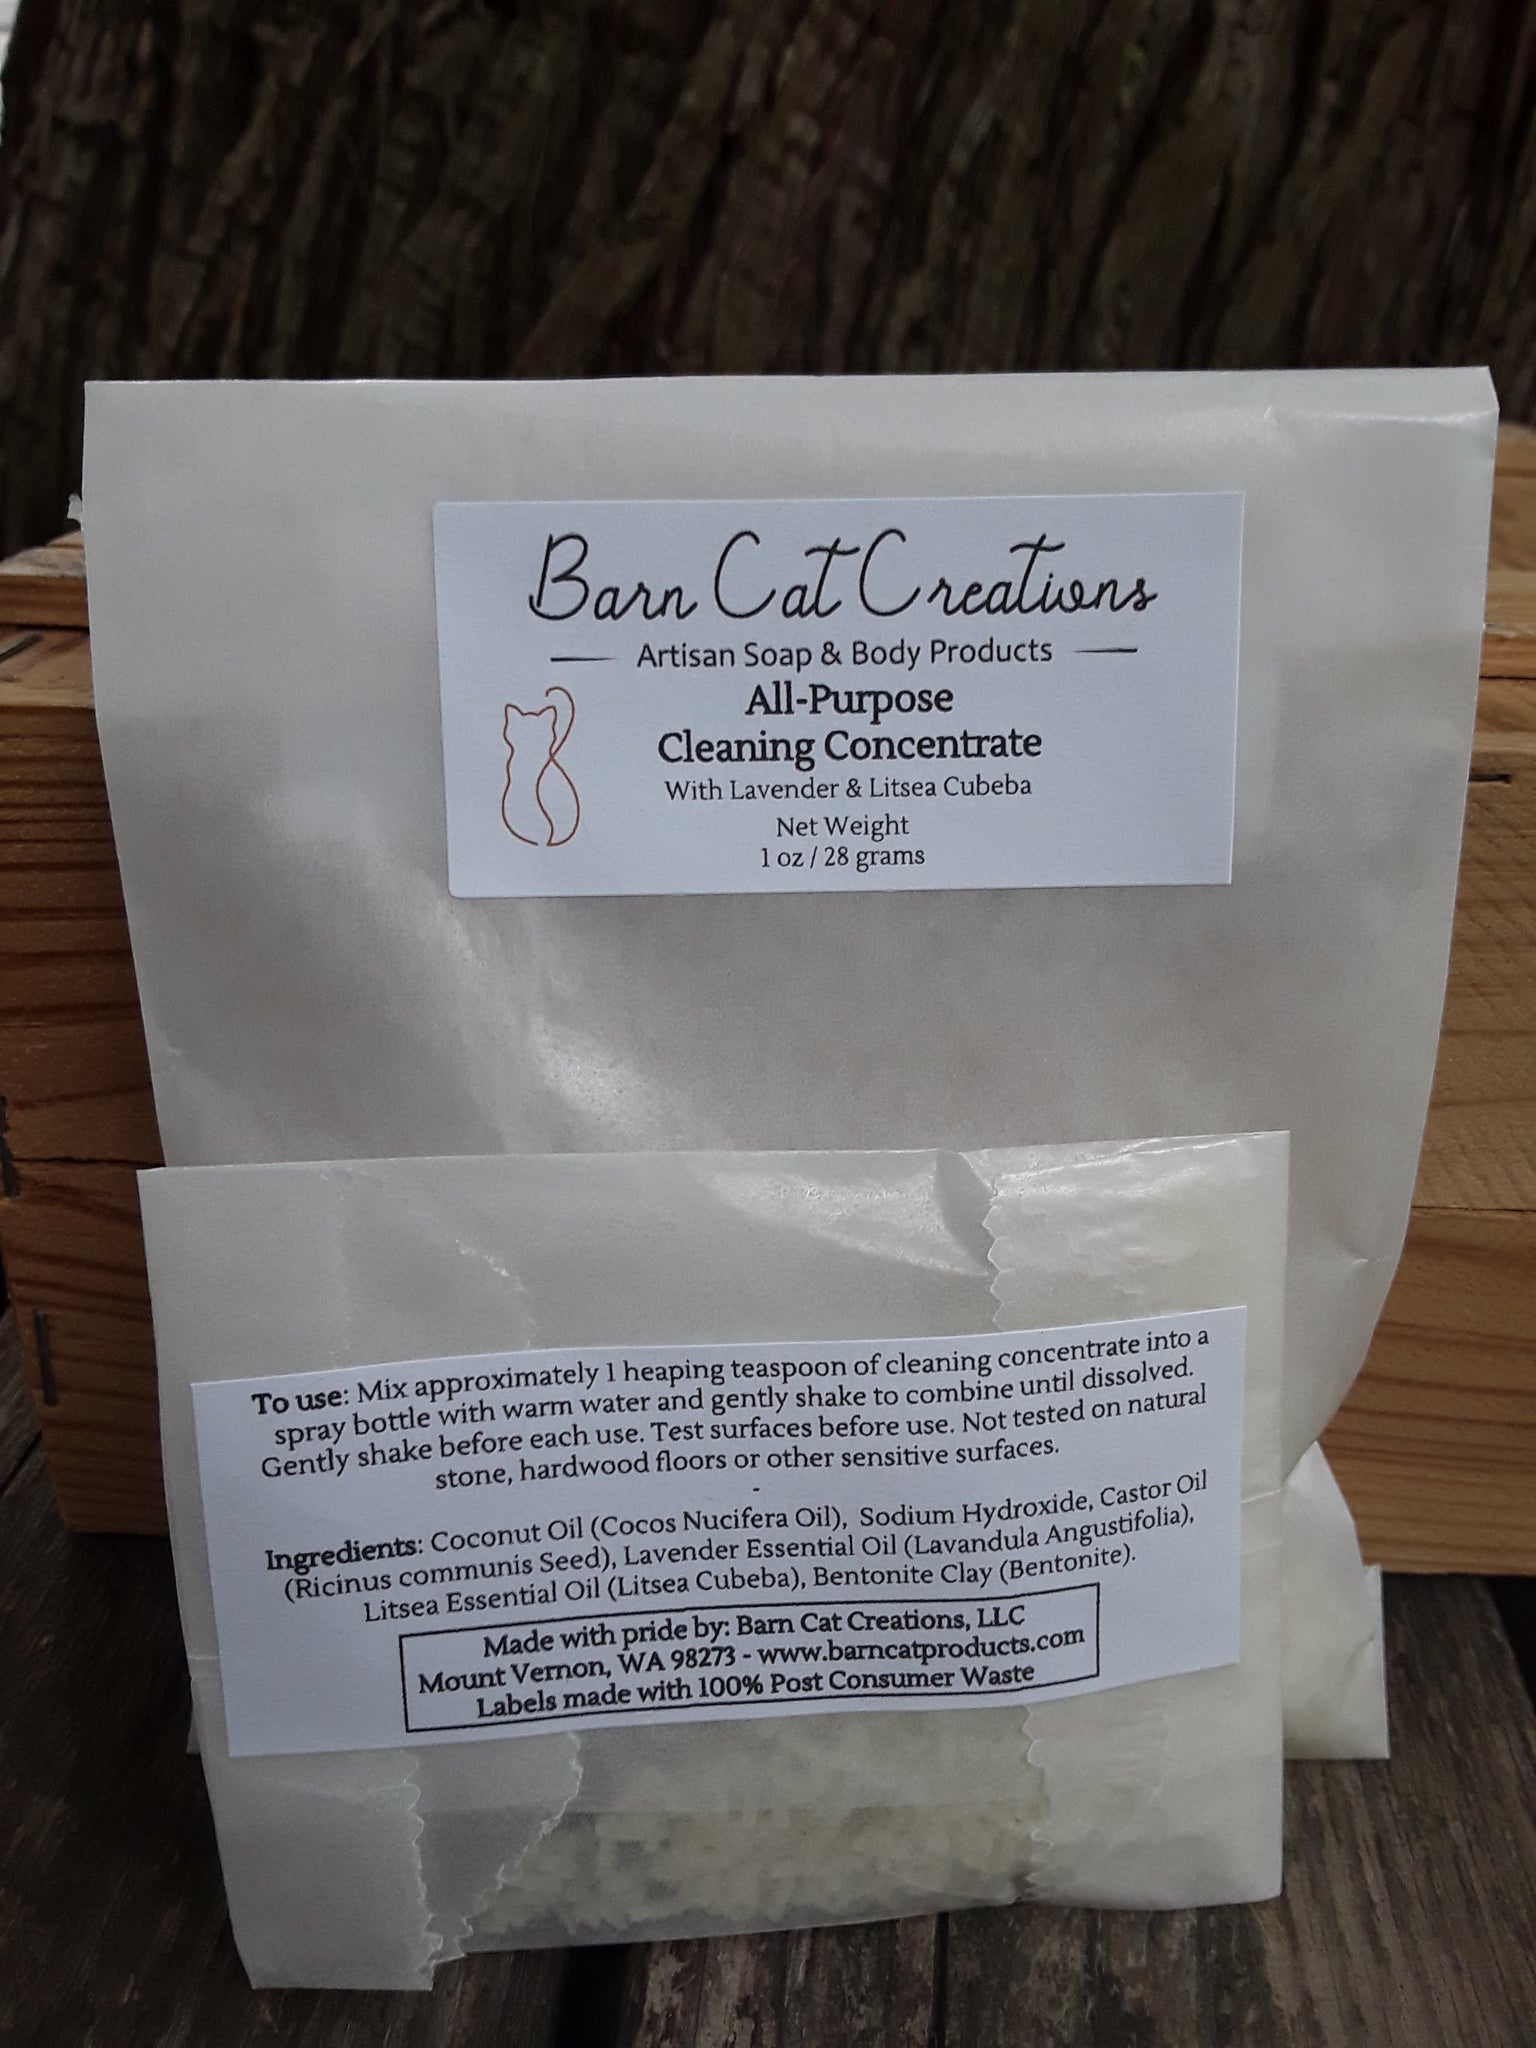 Barn Cat Creations
Artisan Soap & Body Products
All-Purpose
Cleaning Concentrate
With Lavender & Litsea Cubeba
Net Weight
1 oz / 28 grams
To use: Mix approximately 1 heaping teaspoon of cleaning concentrate into a
spray bottle with warm water and gently shake to combine until dissolved.
Gently shake before each use. Test surfaces before use. Not tested on natural
stone, hardwood floors or other sensitive surfaces.
-
Ingredients: Coconut Oil (Cocos Nucifera Oil), Sodium Hydroxide, Castor Oil
(Ricinus communis Seed), Lavender Essential Oil (Lavandula Angustifolia),
Litsea Essential Oil (Litsea Cubeba), Bentonite Clay (Bentonite).
Made with pride by: Barn Cat Creations, LLC
Mount Vernon, WA 98273 - www.barncatproducts.com
Labels made with 100% Post Consumer Waste